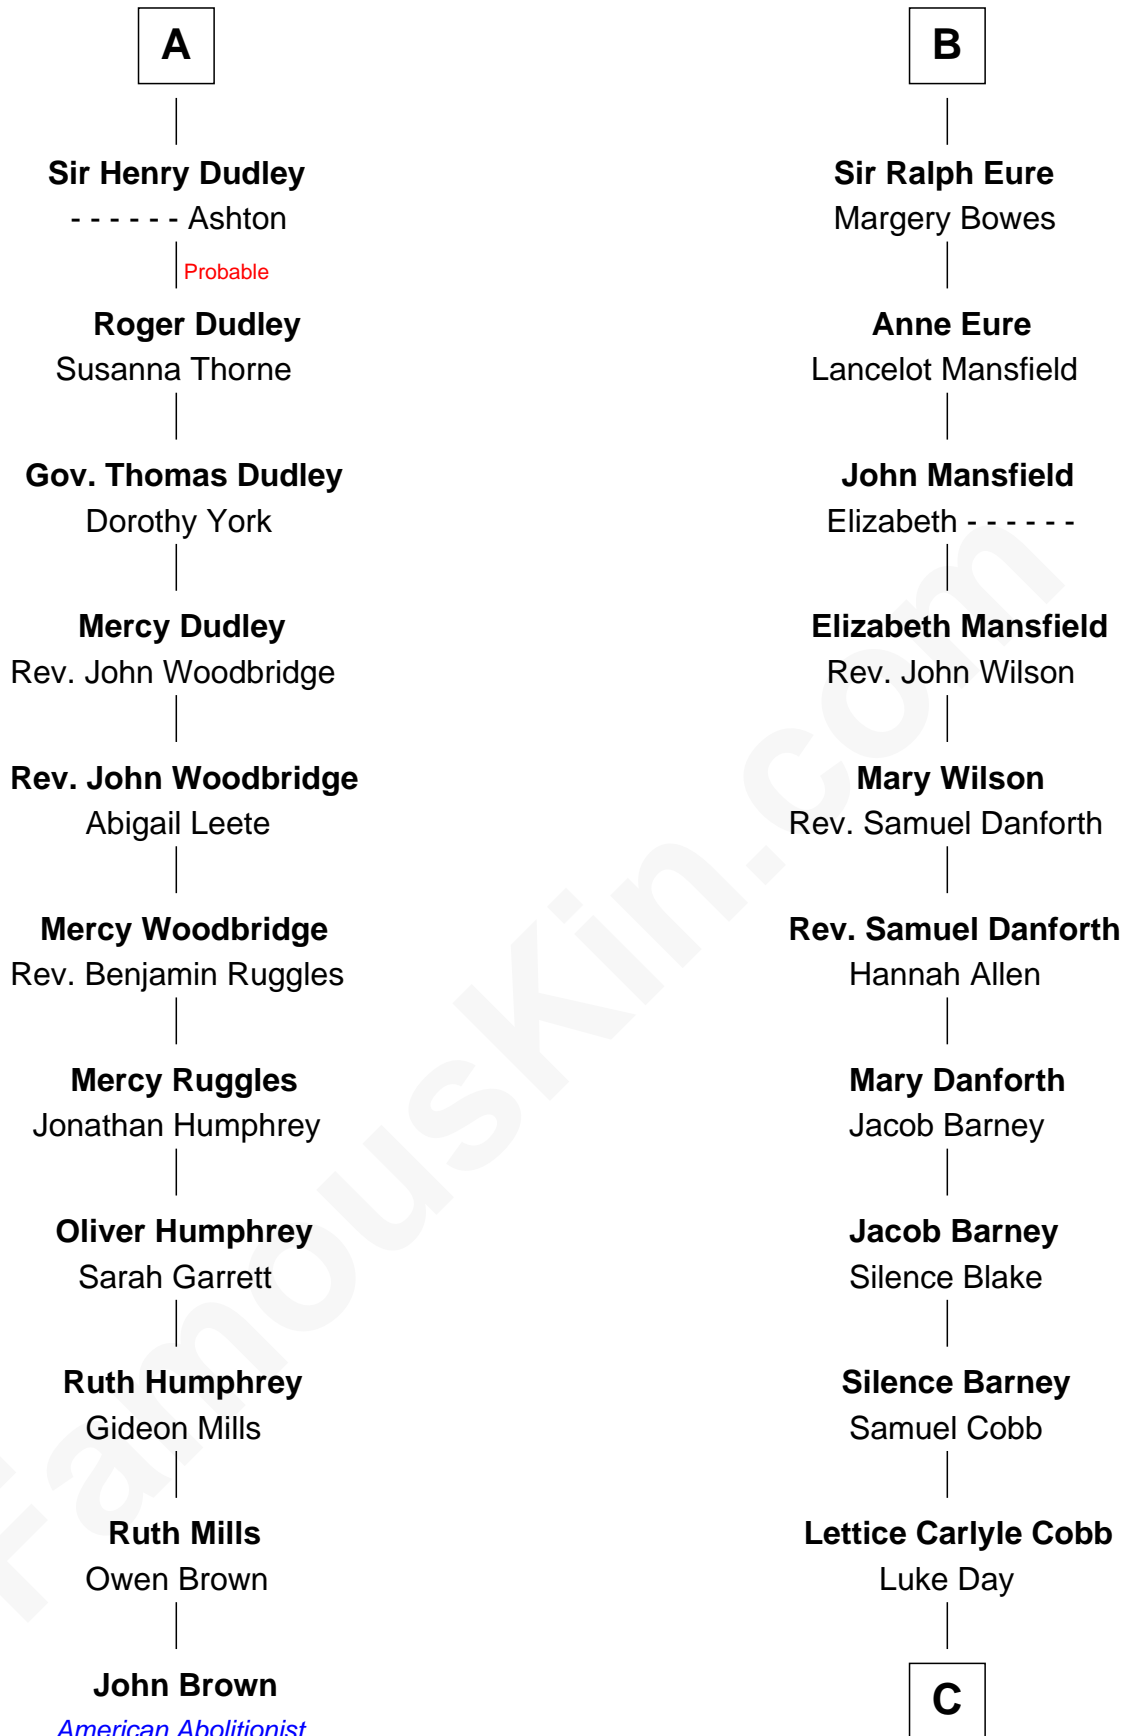 A
Sir Henry Dudley
- - - - - - Ashton
Probable
Roger Dudley
Susanna Thorne
Gov. Thomas Dudley
Dorothy York
Mercy Dudley
Rev. John Woodbridge
Rev. John Woodbridge
Abigail Leete
Mercy Woodbridge
Rev. Benjamin Ruggles
Mercy Ruggles
Jonathan Humphrey
Oliver Humphrey
Sarah Garrett
Ruth Humphrey
Gideon Mills
Ruth Mills
Owen Brown
John Brown
American Abolitionist
B
Sir Ralph Eure
Margery Bowes
Anne Eure
Lancelot Mansfield
John Mansfield
Elizabeth - - - - - -
Elizabeth Mansfield
Rev. John Wilson
Mary Wilson
Rev. Samuel Danforth
Rev. Samuel Danforth
Hannah Allen
Mary Danforth
Jacob Barney
Jacob Barney
Silence Blake
Silence Barney
Samuel Cobb
Lettice Carlyle Cobb
Luke Day
C
FamousKin.com